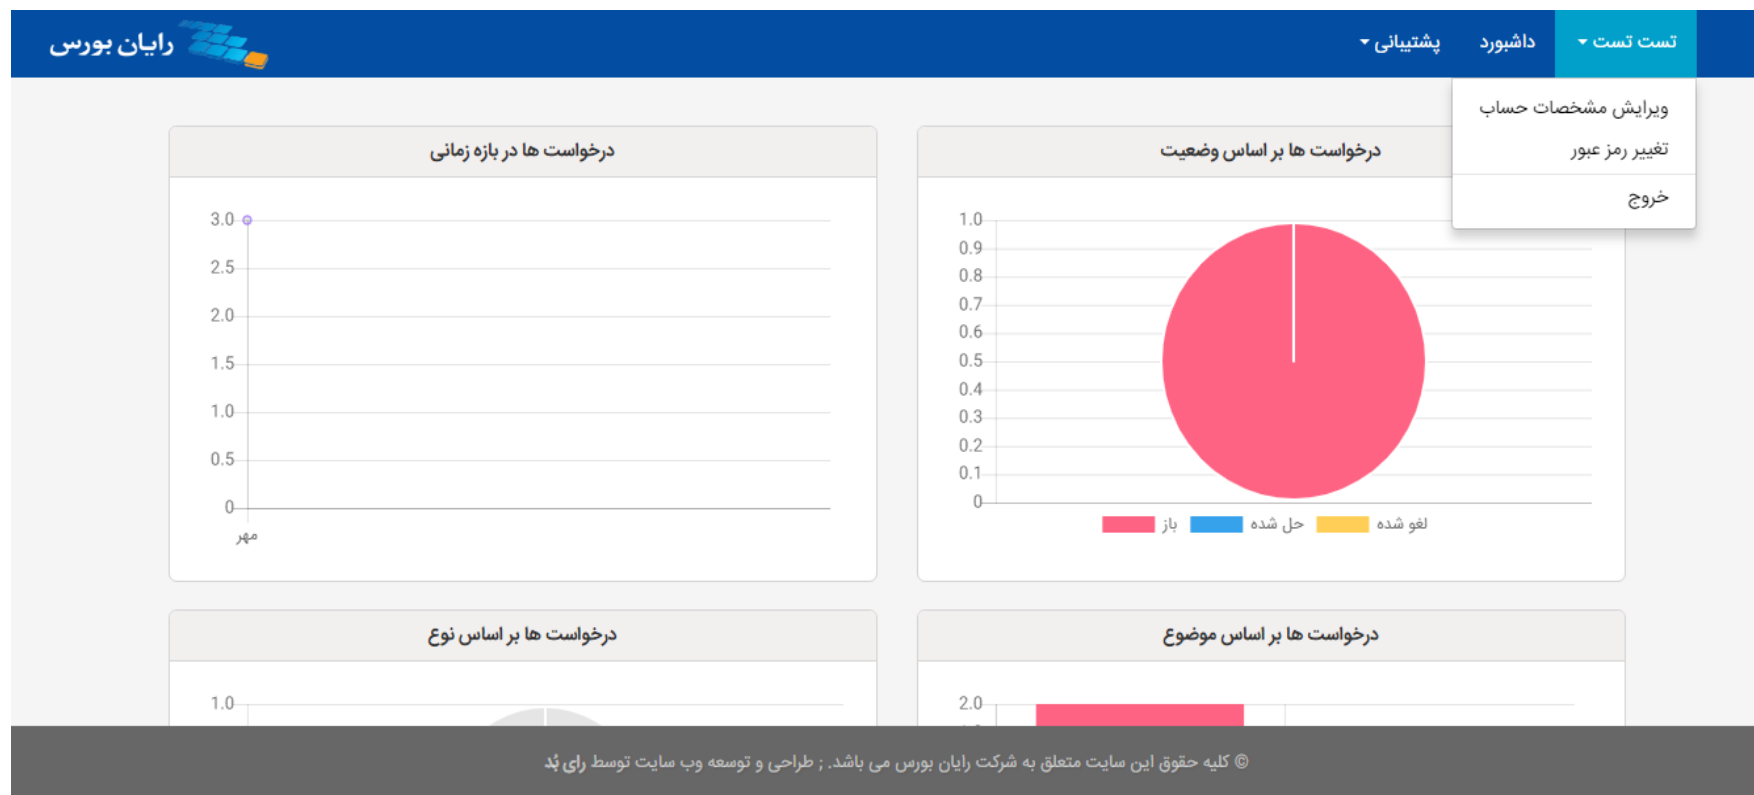 تست تست
داشبورد
پشتیبانی
رایان بورس
ویرایش مشخصات حساب
تغییر رمز عبور
خروج
درخواست ها بر اساس وضعیت
1.0
0.9
0.8
0.7
0.6
0.5
0.4
0.3
0.2
0.1
0
باز
حل شده
لغو شده
درخواست ها در بازه زمانی
3.0
2.5
2.0
1.5
1.0
0.5
0
مهر
درخواست ها بر اساس موضوع
2.0
درخواست ها بر اساس نوع
1.0
© کلیه حقوق این سایت متعلق به شرکت رایان بورس می باشد. ; طراحی و توسعه وب سایت توسط رای بُد